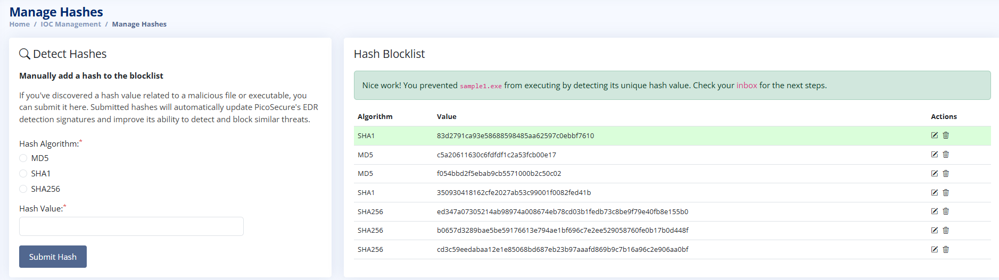 Manage Hashes
Home / IOC Management / Manage Hashes
Detect Hashes
Manually add a hash to the blocklist
If you've discovered a hash value related to a malicious file or executable, you
can submit it here. Submitted hashes will automatically update PicoSecure's EDR
detection signatures and improve its ability to detect and block similar threats.
Hash Algorithm:*
MD5
SHA1
SHA256
Hash Value:*
Submit Hash
Hash Blocklist
Nice work! You prevented sample1.exe from executing by detecting its unique hash value. Check your inbox for the next steps.
Algorithm Value Actions
SHA1 83d2791ca93e58688598485aa62597c0ebbf7610
MD5 c5a20611630c6fdfdf1c2a53fcb00e17
MD5 f054bbd2f5ebab9cb5571000b2c50c02
SHA1 350930418162cfe2027ab53c99001f0082fed41b
SHA256 ed347a07305214ab98974a008674eb78cd03b1fedb73c8be9f79e40fb8e155b0
SHA256 b0657d3289bae5be59176613e794ae1bf696c7e2ee529058760fe0b17b0d448f
SHA256 cd3c59eedabaa12e1e85068bd687eb23b97aaafd869b9c7b16a96c2e906aa0bf